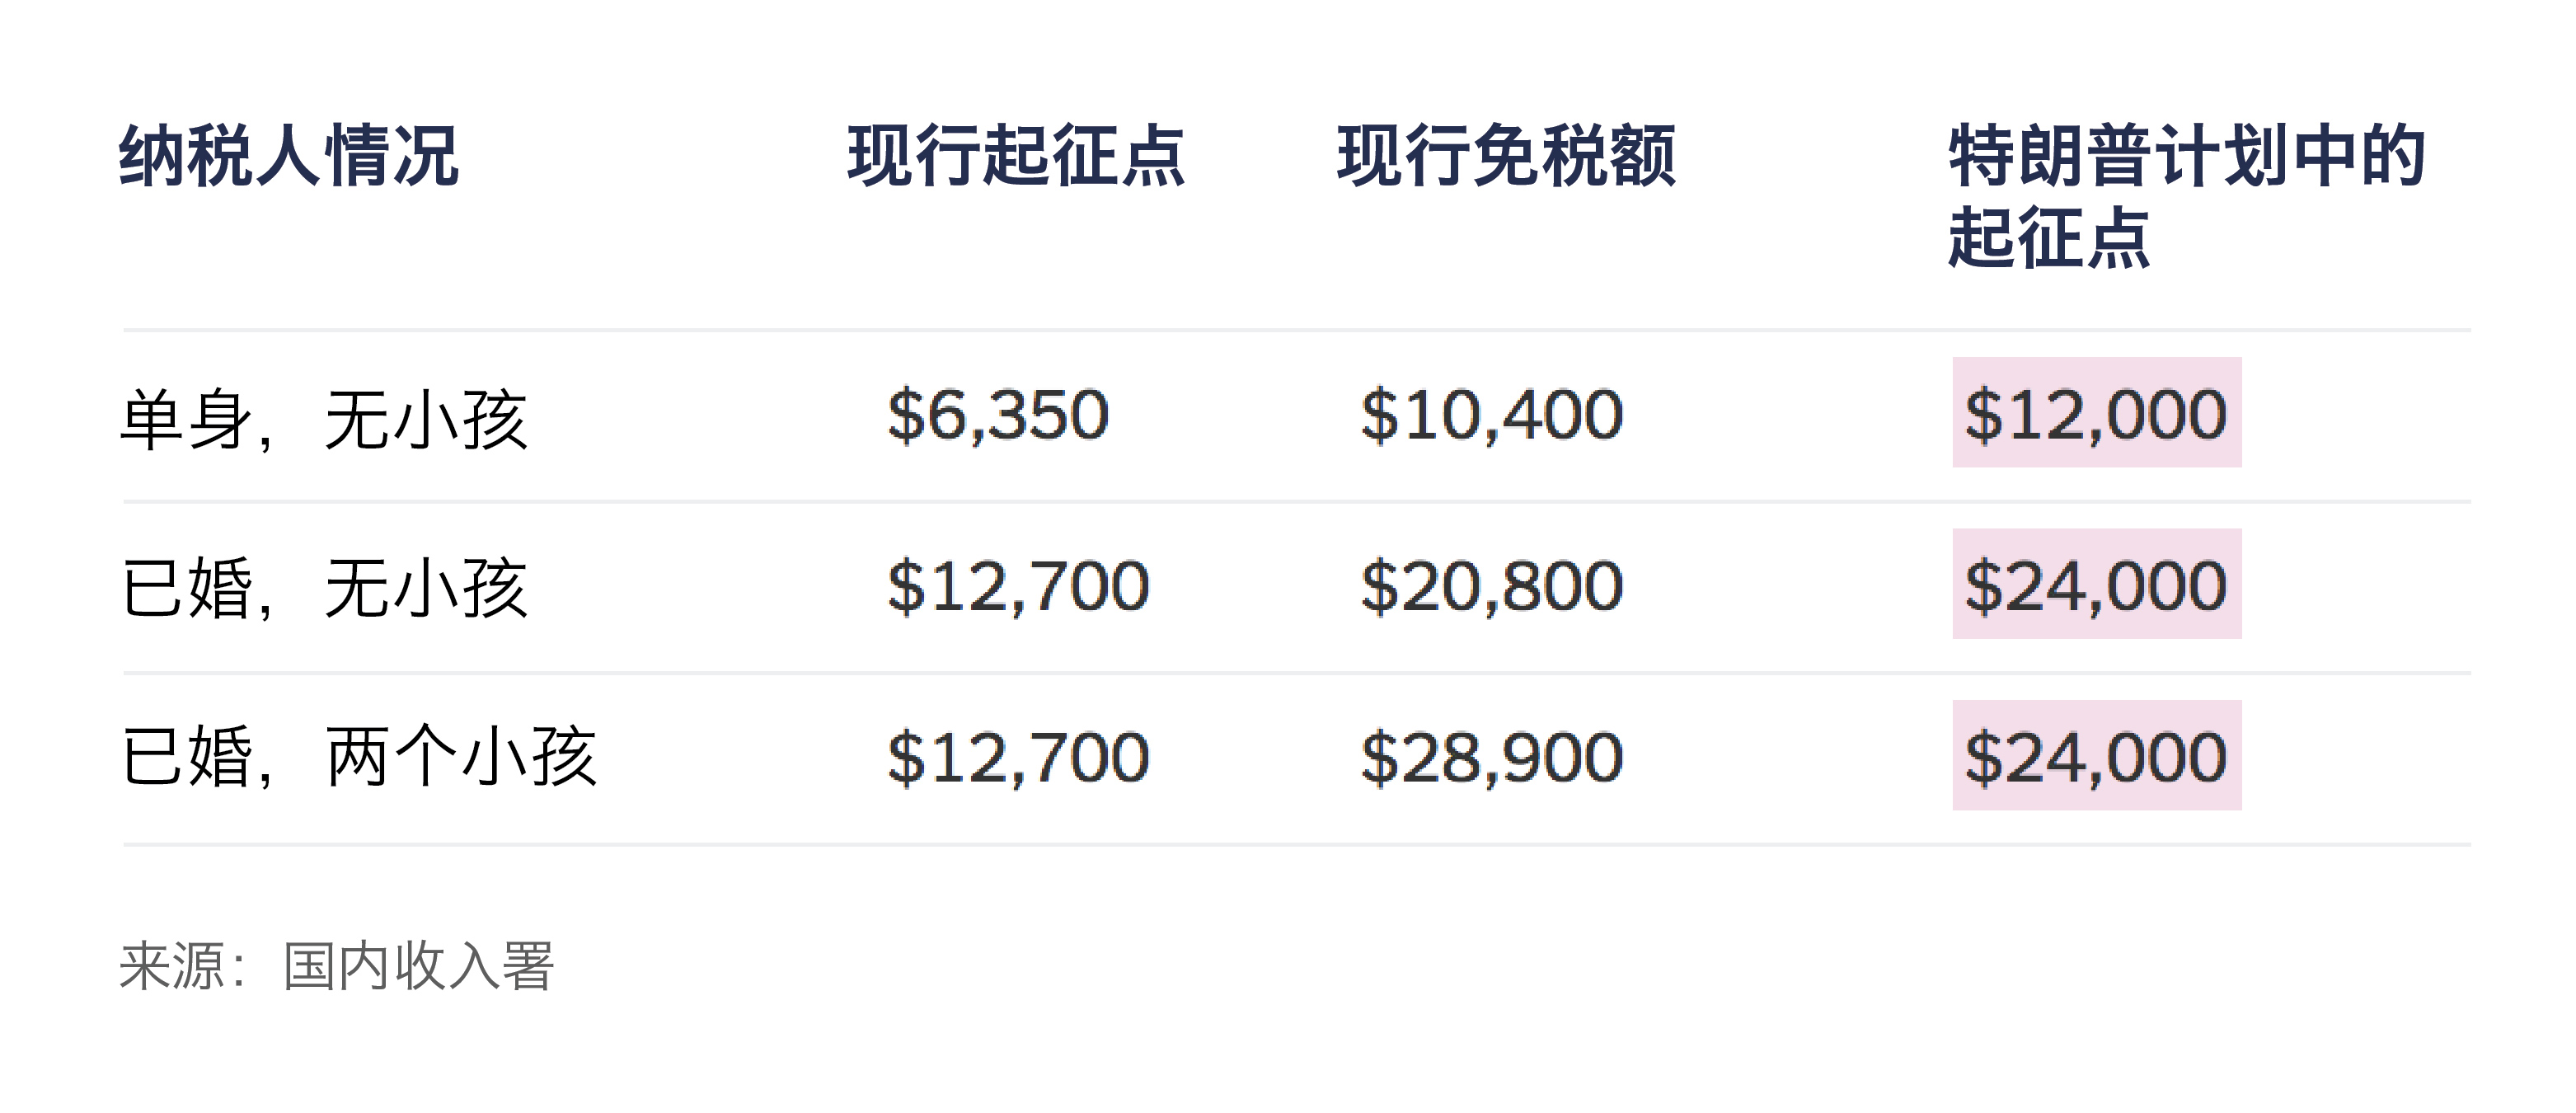 纳税人情况 现行起征点 现行免税额 特朗普计划中的
起征点
单身，无小孩 $6,350 $10,400 $12,000
已婚，无小孩 $12,700 $20,800 $24,000
已婚，两个小孩 $12,700 $28,900 $24,000
来源：国内收入署